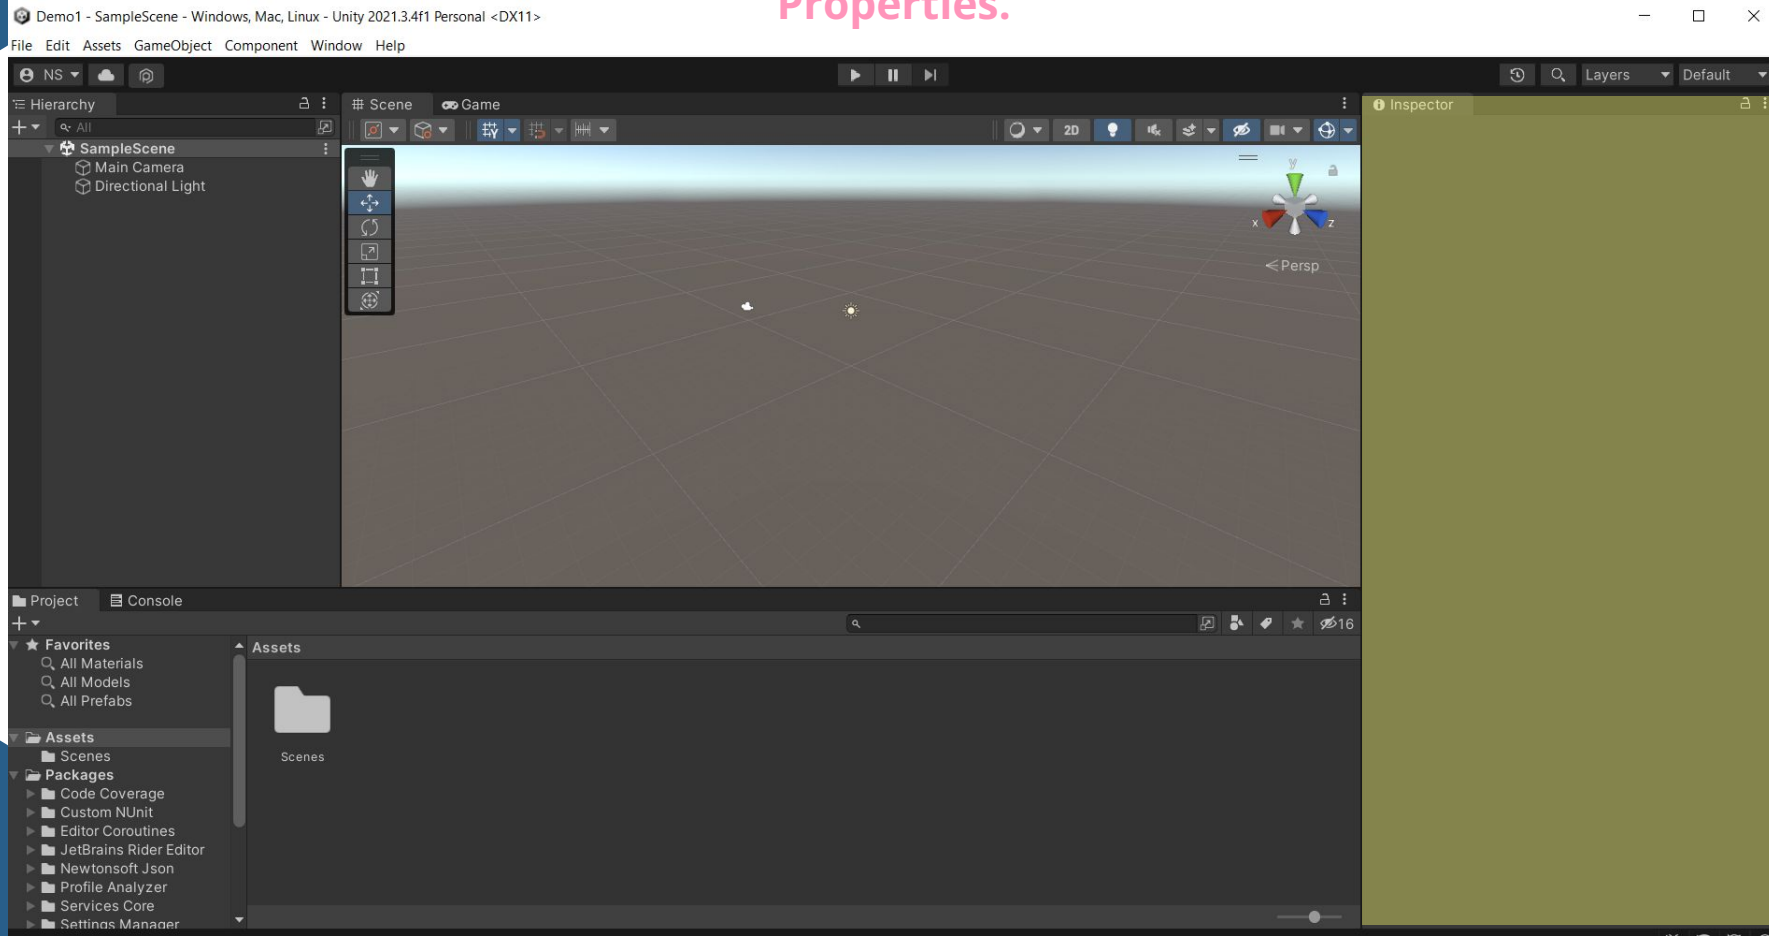 Properties.
Demo1 - SampleScene - Windows, Mac, Linux - Unity 2021.3.4f1 Personal <DX11>
File Edit Assets GameObject Component Window Help
NS Layers Default
Hierarchy
All
SampleScene
Main Camera
Directional Light
Scene Game
2D
y
x z
Persp
Inspector
Project Console
16
Favorites
All Materials
All Models
All Prefabs
Assets
Scenes
Packages
Code Coverage
Custom NUnit
Editor Coroutines
JetBrains Rider Editor
Newtonsoft Json
Profile Analyzer
Services Core
Settings Manager
Assets
Scenes